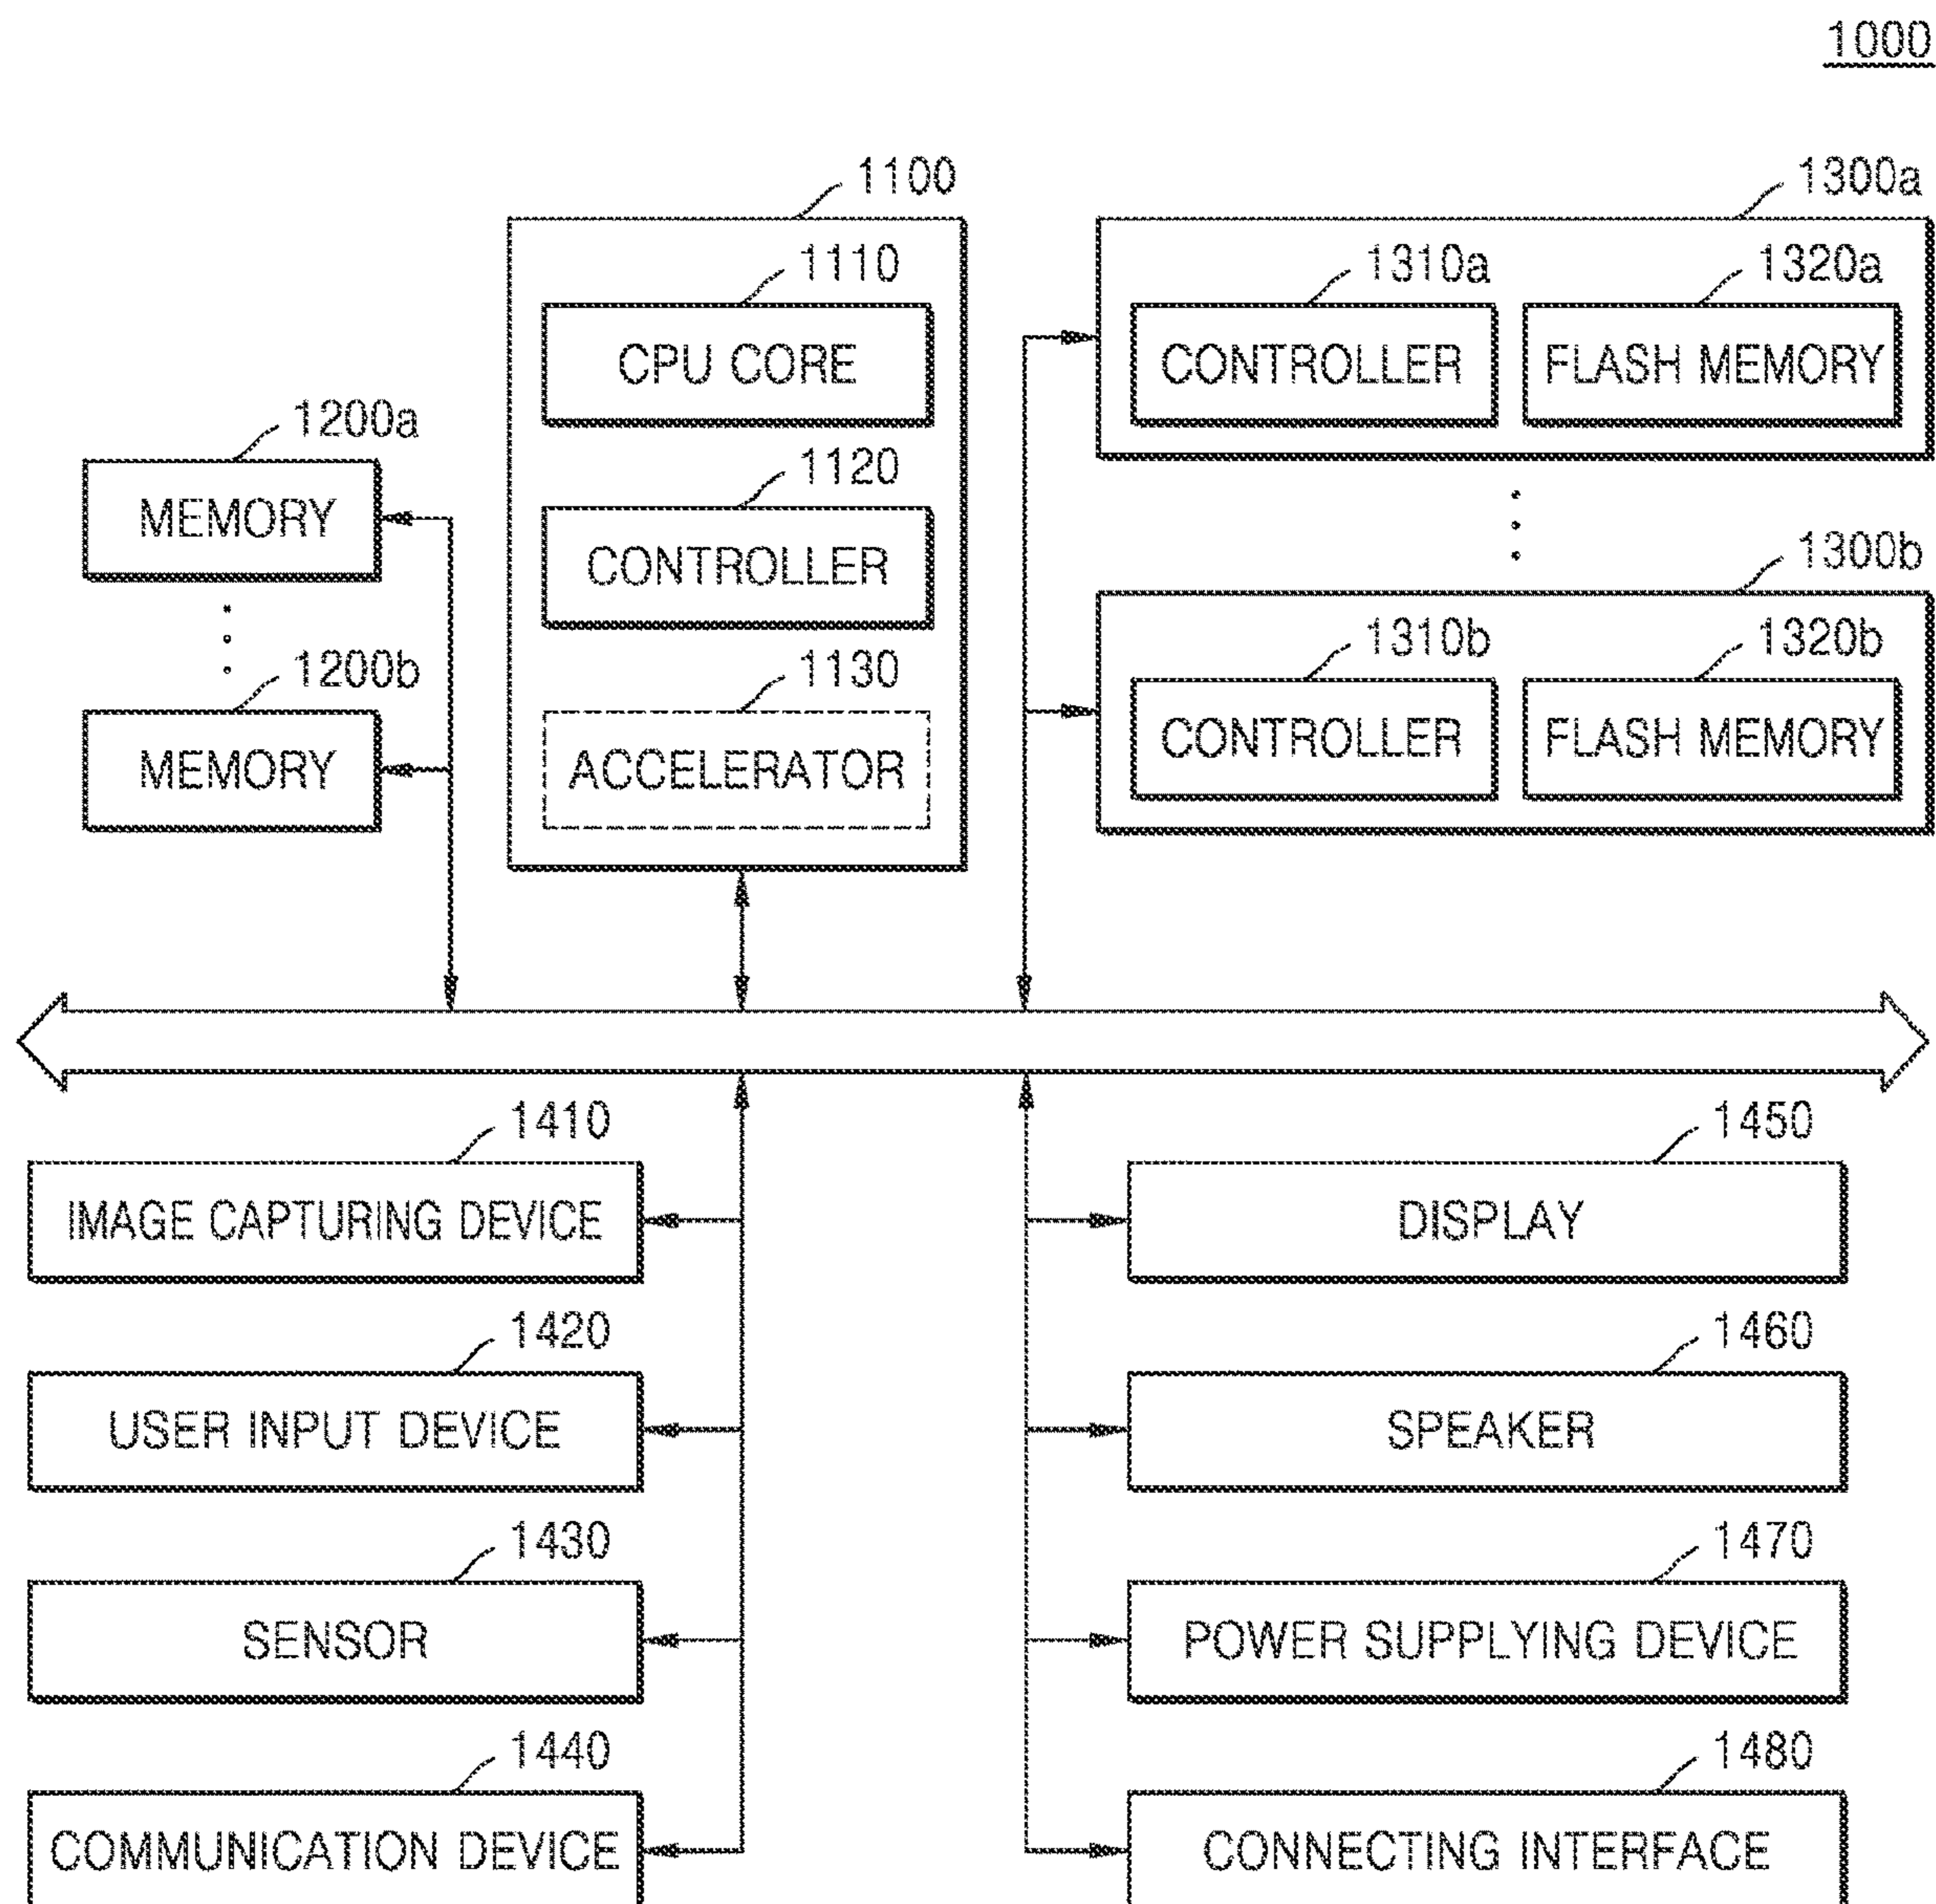 1000
1100
1300a
1110
1310a
1320a
CPU CORE
CONTROLLER
FLASH MEMORY
1200a
1120
MEMORY
CONTROLLER
1300b
1200b
1130
1310b
1320b
MEMORY
ACCELERATOR
CONTROLLER
FLASH MEMORY
1410
1450
IMAGE CAPTURING DEVICE
DISPLAY
1420
1460
USER INPUT DEVICE
SPEAKER
1430
1470
SENSOR
POWER SUPPLYING DEVICE
1440
1480
COMMUNICATION DEVICE
CONNECTING INTERFACE